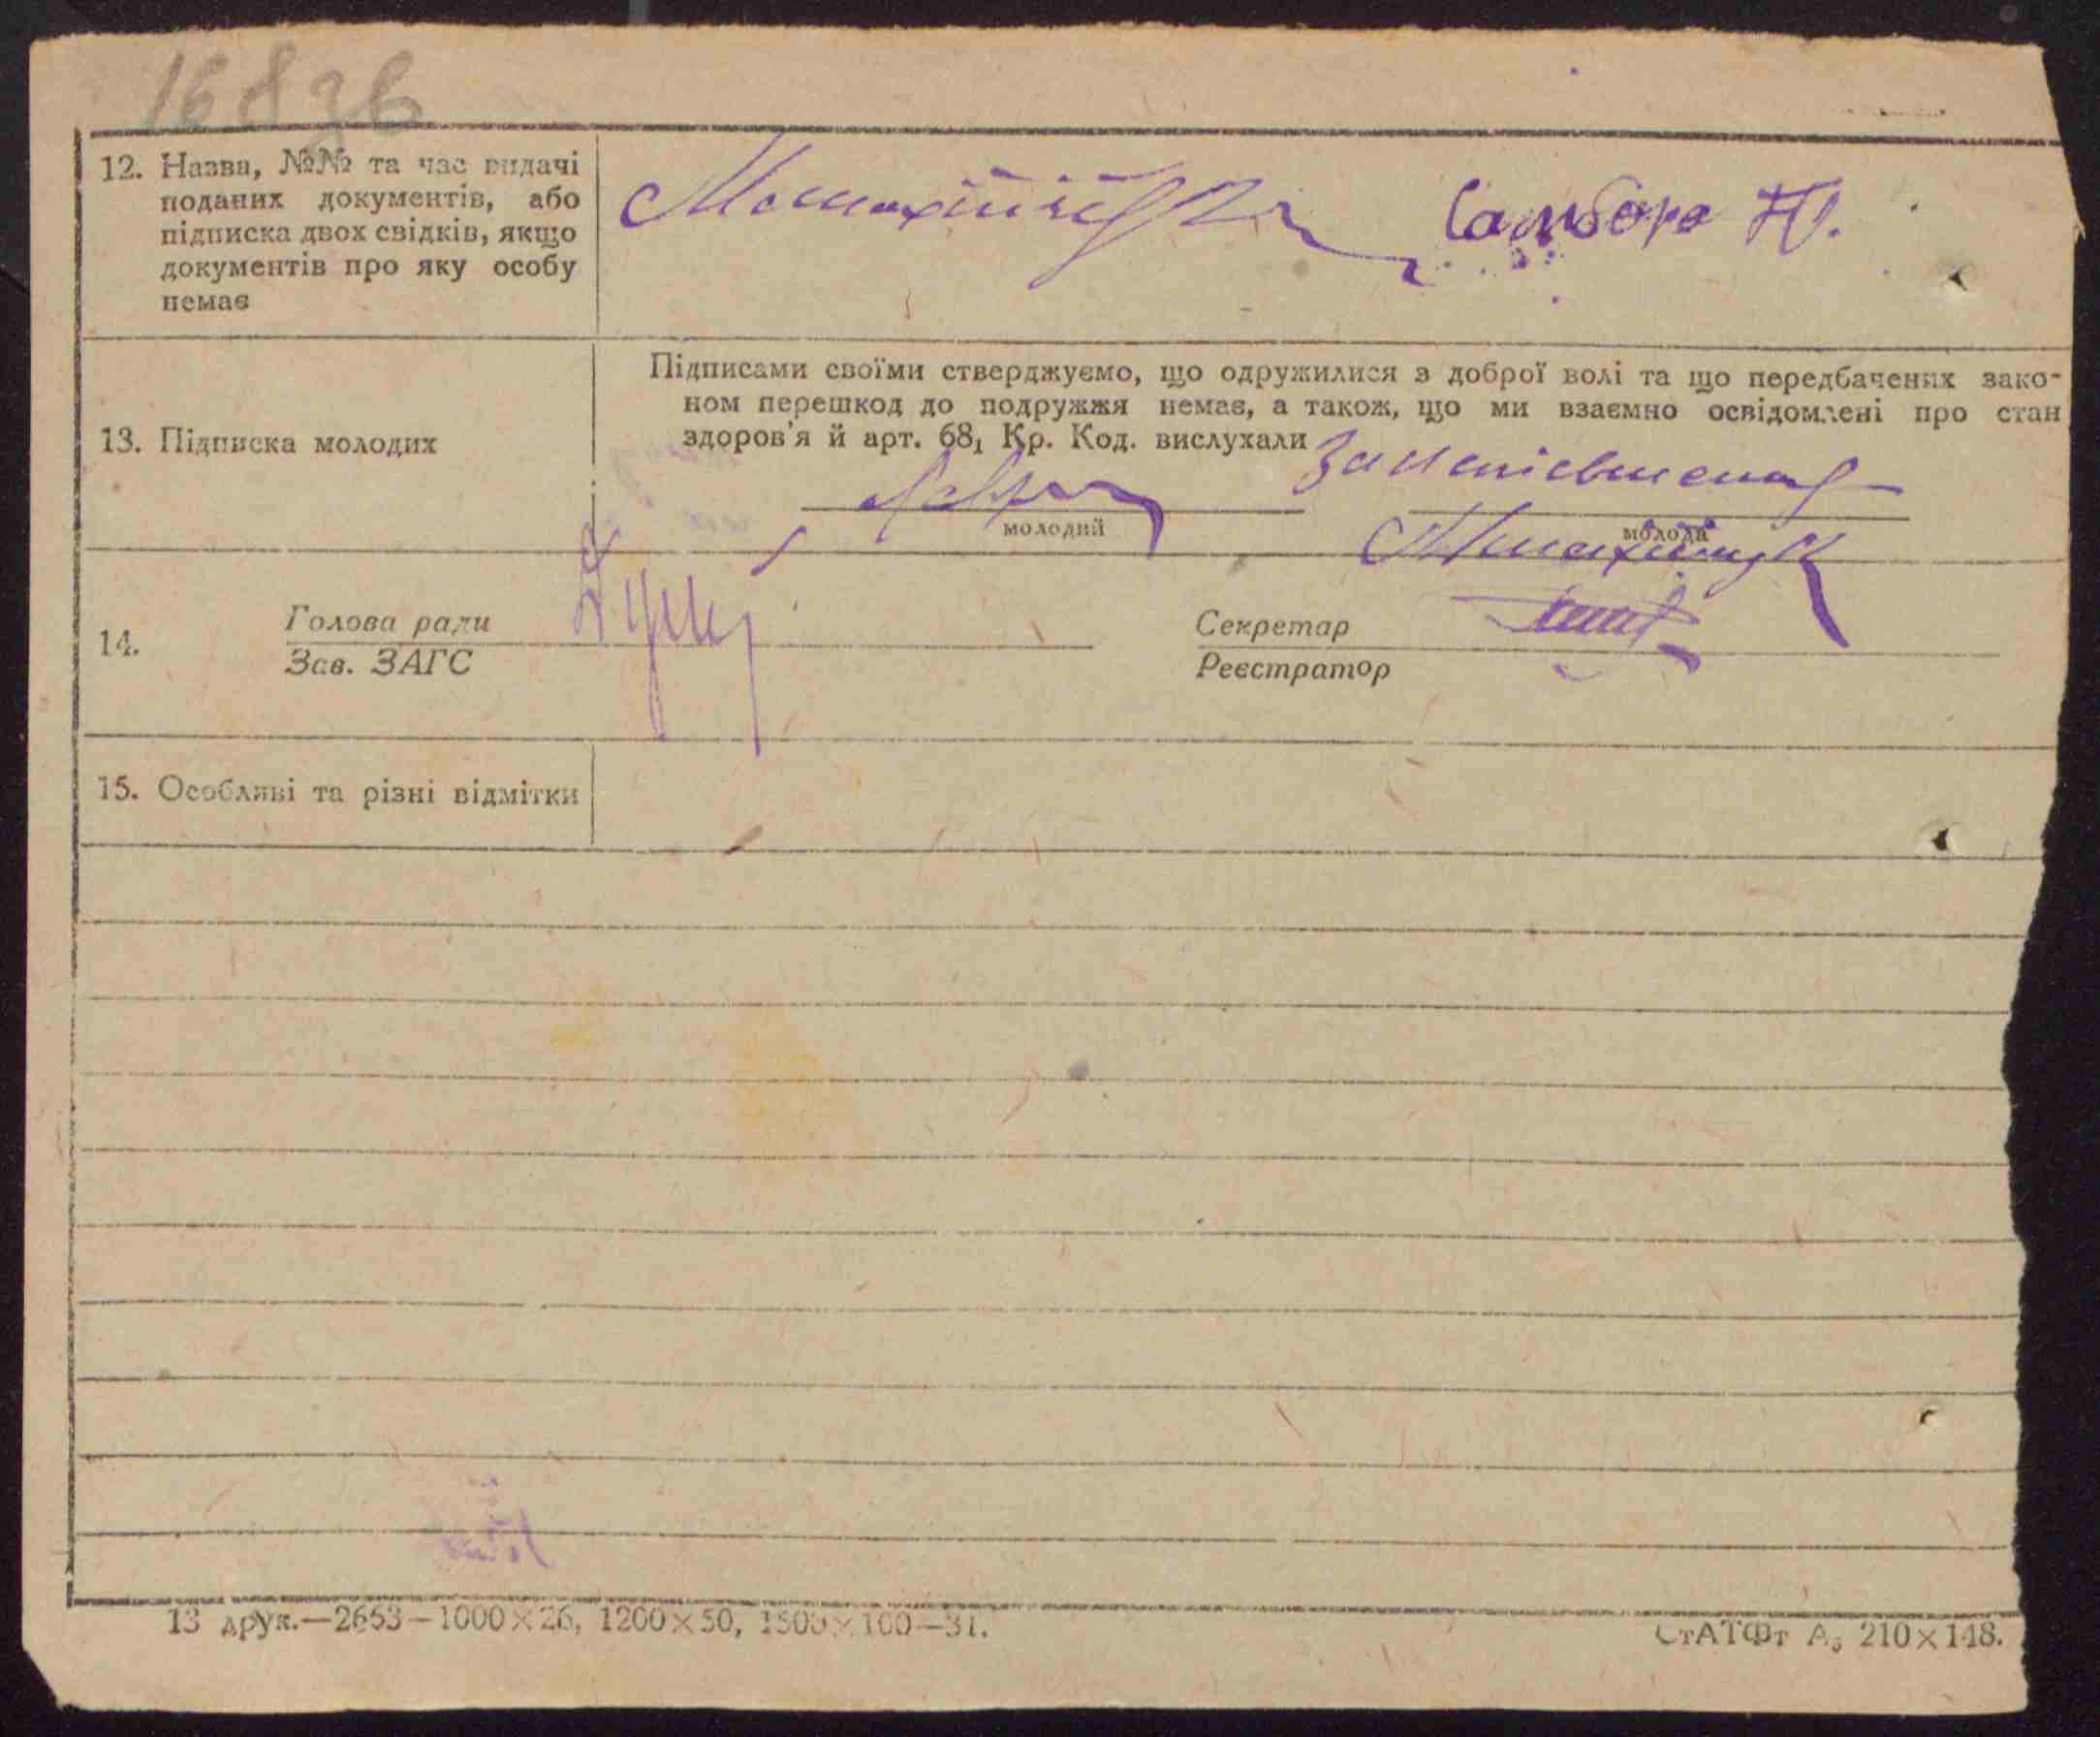 12. Назва, №№ та час видачі
поданих документів, або
підписка двох свідків, якщо
документів про яку особу
немає
Самбора
13. Підписка молодих
Підписами своїми стверджуємо, що одружилися з доброї волі та що передбачених зако-
ном перешкод до подружжя немає, а також, що ми взаємно освідомлені про стан
здоров'я й арт. 68₁ Кр. Код. вислухали
молодий
молода
14.
Голова ради
Зав. ЗАГС
Секретар
Реєстратор
15. Особливі та різні відмітки
13 друк.—2653—1000×26, 1200×50, 1500×100—31.
СтАТФт А₅ 210×148.